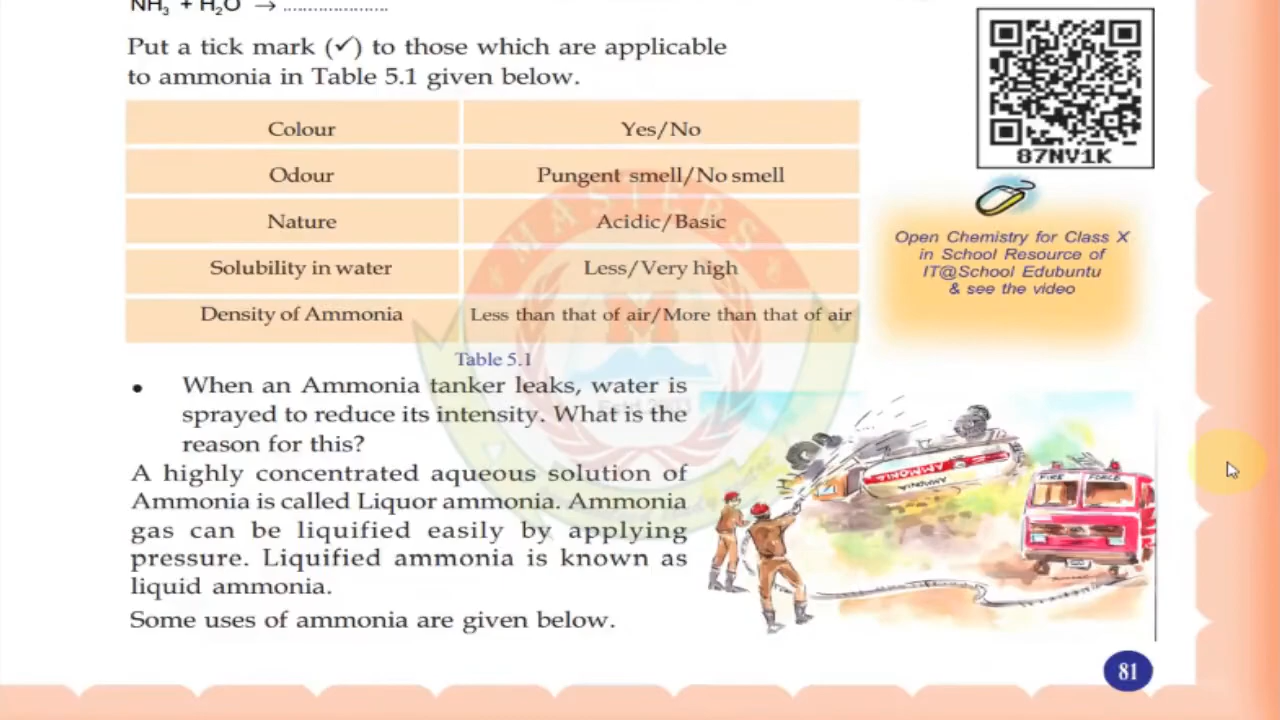 NH3 + H2O → .....................
Put a tick mark (✓) to those which are applicable
to ammonia in Table 5.1 given below.
Colour Yes/No
Odour Pungent smell/No smell
Nature Acidic/Basic
Solubility in water Less/Very high
Density of Ammonia Less than that of air/More than that of air
Table 5.1
• When an Ammonia tanker leaks, water is
sprayed to reduce its intensity. What is the
reason for this?
A highly concentrated aqueous solution of
Ammonia is called Liquor ammonia. Ammonia
gas can be liquified easily by applying
pressure. Liquified ammonia is known as
liquid ammonia.
Some uses of ammonia are given below.
87NV1K
Open Chemistry for Class X
in School Resource of
IT@School Edubuntu
& see the video
AMMONIA
AMMONIA
FIRE FORCE
MASTERS
M
81